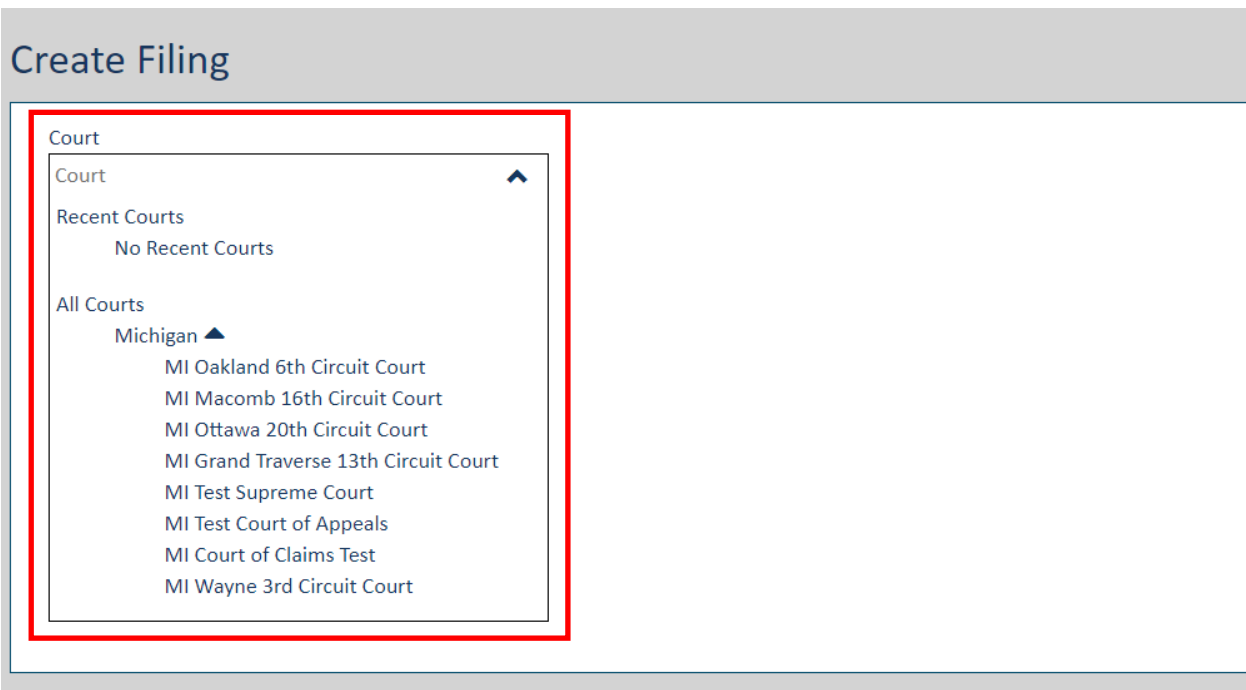 Create Filing
Court
Court
Recent Courts
No Recent Courts
All Courts
Michigan
MI Oakland 6th Circuit Court
MI Macomb 16th Circuit Court
MI Ottawa 20th Circuit Court
MI Grand Traverse 13th Circuit Court
MI Test Supreme Court
MI Test Court of Appeals
MI Court of Claims Test
MI Wayne 3rd Circuit Court